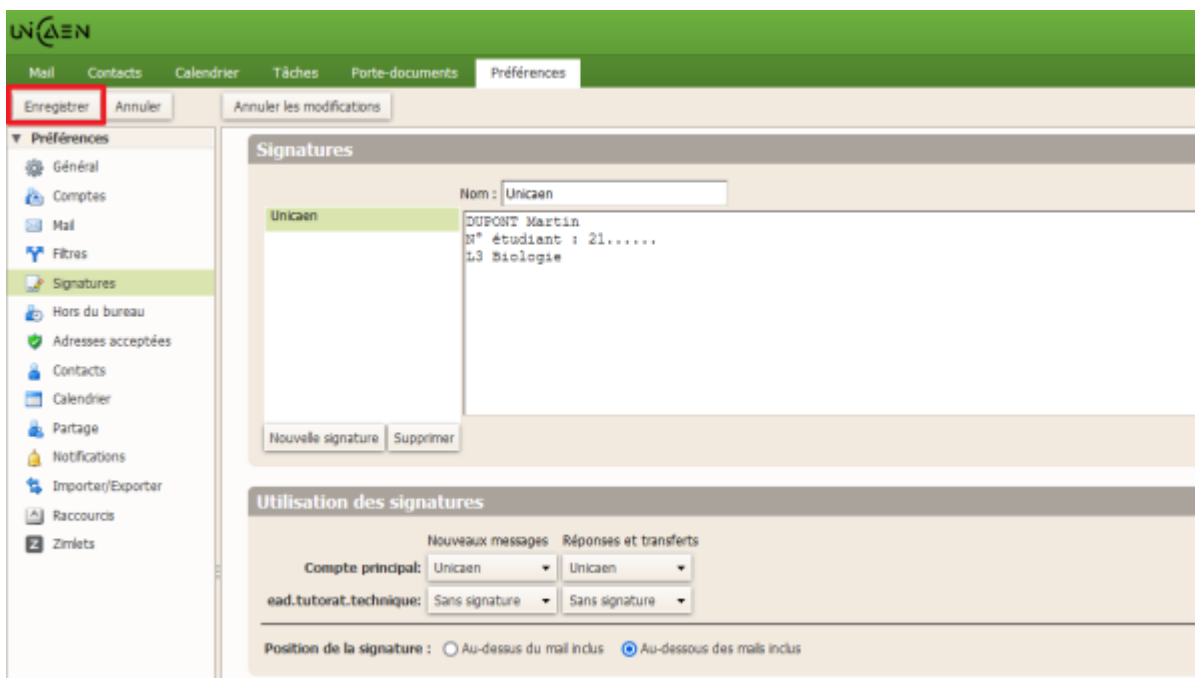 UNICAEN
Mail Contacts Calendrier Tâches Porte-documents Préférences
Enregistrer Annuler Annuler les modifications
Préférences
Général
Comptes
Mail
Filtres
Signatures
Hors du bureau
Adresses acceptées
Contacts
Calendrier
Partage
Notifications
Importer/Exporter
Raccourcis
Zimlets
Signatures
Nom : Unicaen
Unicaen
DUPONT Martin
N° étudiant : 21......
L3 Biologie
Nouvelle signature Supprimer
Utilisation des signatures
Nouveaux messages Réponses et transferts
Compte principal: Unicaen Unicaen
ead.tutorat.technique: Sans signature Sans signature
Position de la signature : Au-dessus du mail inclus Au-dessous des mails inclus